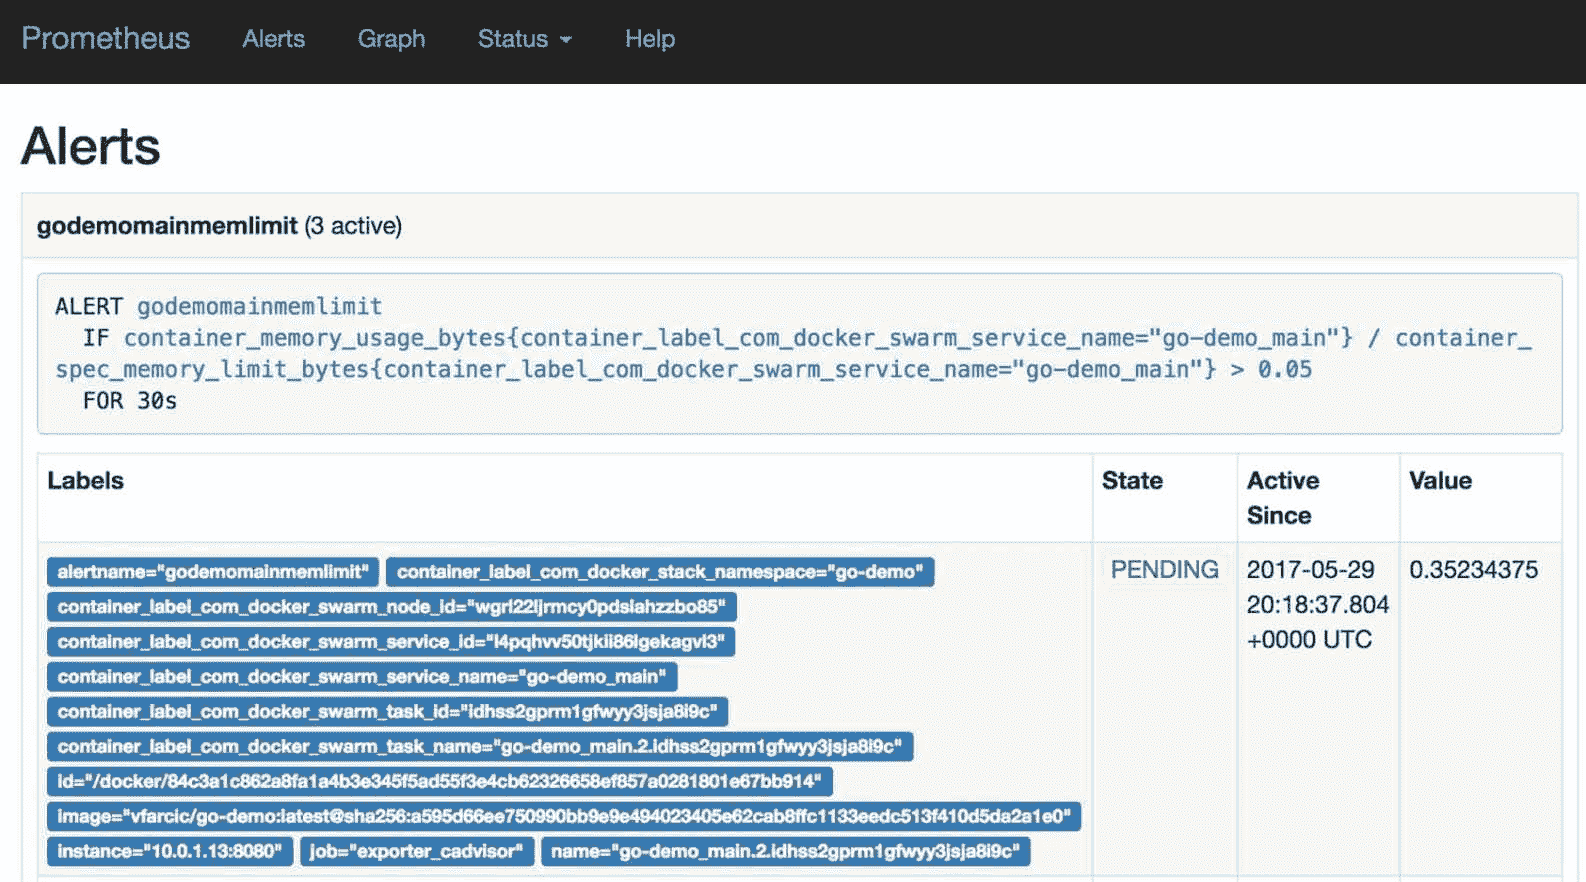 Prometheus Alerts Graph Status Help
Alerts
godemomainmemlimit (3 active)
ALERT godemomainmemlimit
IF container_memory_usage_bytes{container_label_com_docker_swarm_service_name="go-demo_main"} / container_
spec_memory_limit_bytes{container_label_com_docker_swarm_service_name="go-demo_main"} > 0.05
FOR 30s
Labels State Active Value
Since
alertname="godemomainmemlimit" container_label_com_docker_stack_namespace="go-demo" PENDING 2017-05-29 0.35234375
container_label_com_docker_swarm_node_id="wgrl22ljrmcy0pdslahzzbo85" 20:18:37.804
container_label_com_docker_swarm_service_id="l4pqhvv50tjkii86lgekagvl3" +0000 UTC
container_label_com_docker_swarm_service_name="go-demo_main"
container_label_com_docker_swarm_task_id="idhss2gprm1gfwyy3jsja8i9c"
container_label_com_docker_swarm_task_name="go-demo_main.2.idhss2gprm1gfwyy3jsja8i9c"
id="/docker/84c3a1c862a8fa1a4b3e345f5ad55f3e4cb62326658ef857a0281801e67bb914"
image="vfarcic/go-demo:latest@sha256:a595d66ee750990bb9e9e494023405e62cab8ffc1133eedc513f410d5da2a1e0"
instance="10.0.1.13:8080" job="exporter_cadvisor" name="go-demo_main.2.idhss2gprm1gfwyy3jsja8i9c"